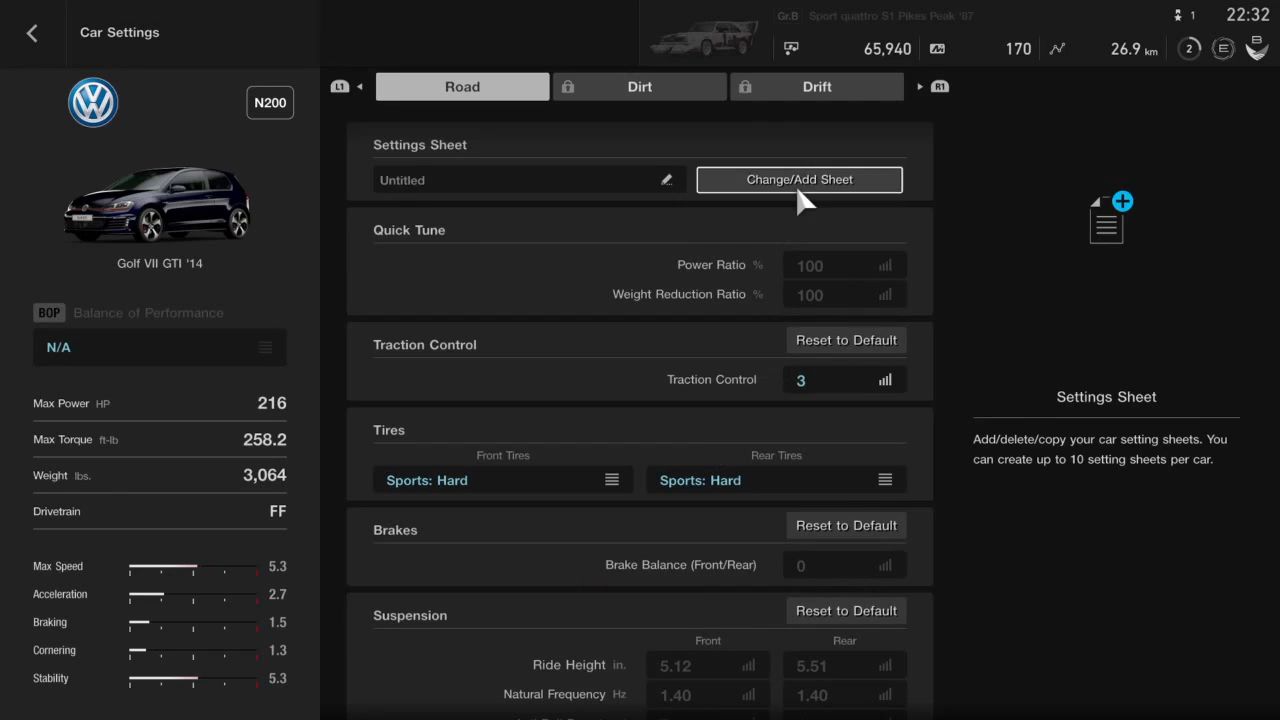 Car Settings
Gr.B Sport quattro S1 Pikes Peak '87
1 22:32
65,940 170 26.9 km 2 E B
N200
L1 Road Dirt Drift R1
Golf VII GTI '14
BOP Balance of Performance
N/A
Max Power HP 216
Max Torque ft-lb 258.2
Weight lbs. 3,064
Drivetrain FF
Max Speed 5.3
Acceleration 2.7
Braking 1.5
Cornering 1.3
Stability 5.3
Settings Sheet
Untitled Change/Add Sheet
Quick Tune
Power Ratio % 100
Weight Reduction Ratio % 100
Traction Control Reset to Default
Traction Control 3
Tires
Front Tires Rear Tires
Sports: Hard Sports: Hard
Brakes Reset to Default
Brake Balance (Front/Rear) 0
Suspension Reset to Default
Front Rear
Ride Height in. 5.12 5.51
Natural Frequency Hz 1.40 1.40
Settings Sheet
Add/delete/copy your car setting sheets. You
can create up to 10 setting sheets per car.